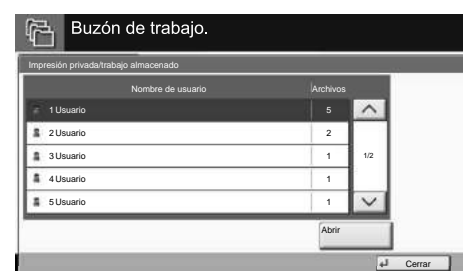 Buzón de trabajo.
Impresión privada/trabajo almacenado
Nombre de usuario Archivos
1 Usuario 5
2 Usuario 2
3 Usuario 1
1/2
4 Usuario 1
5 Usuario 1
Abrir
Cerrar